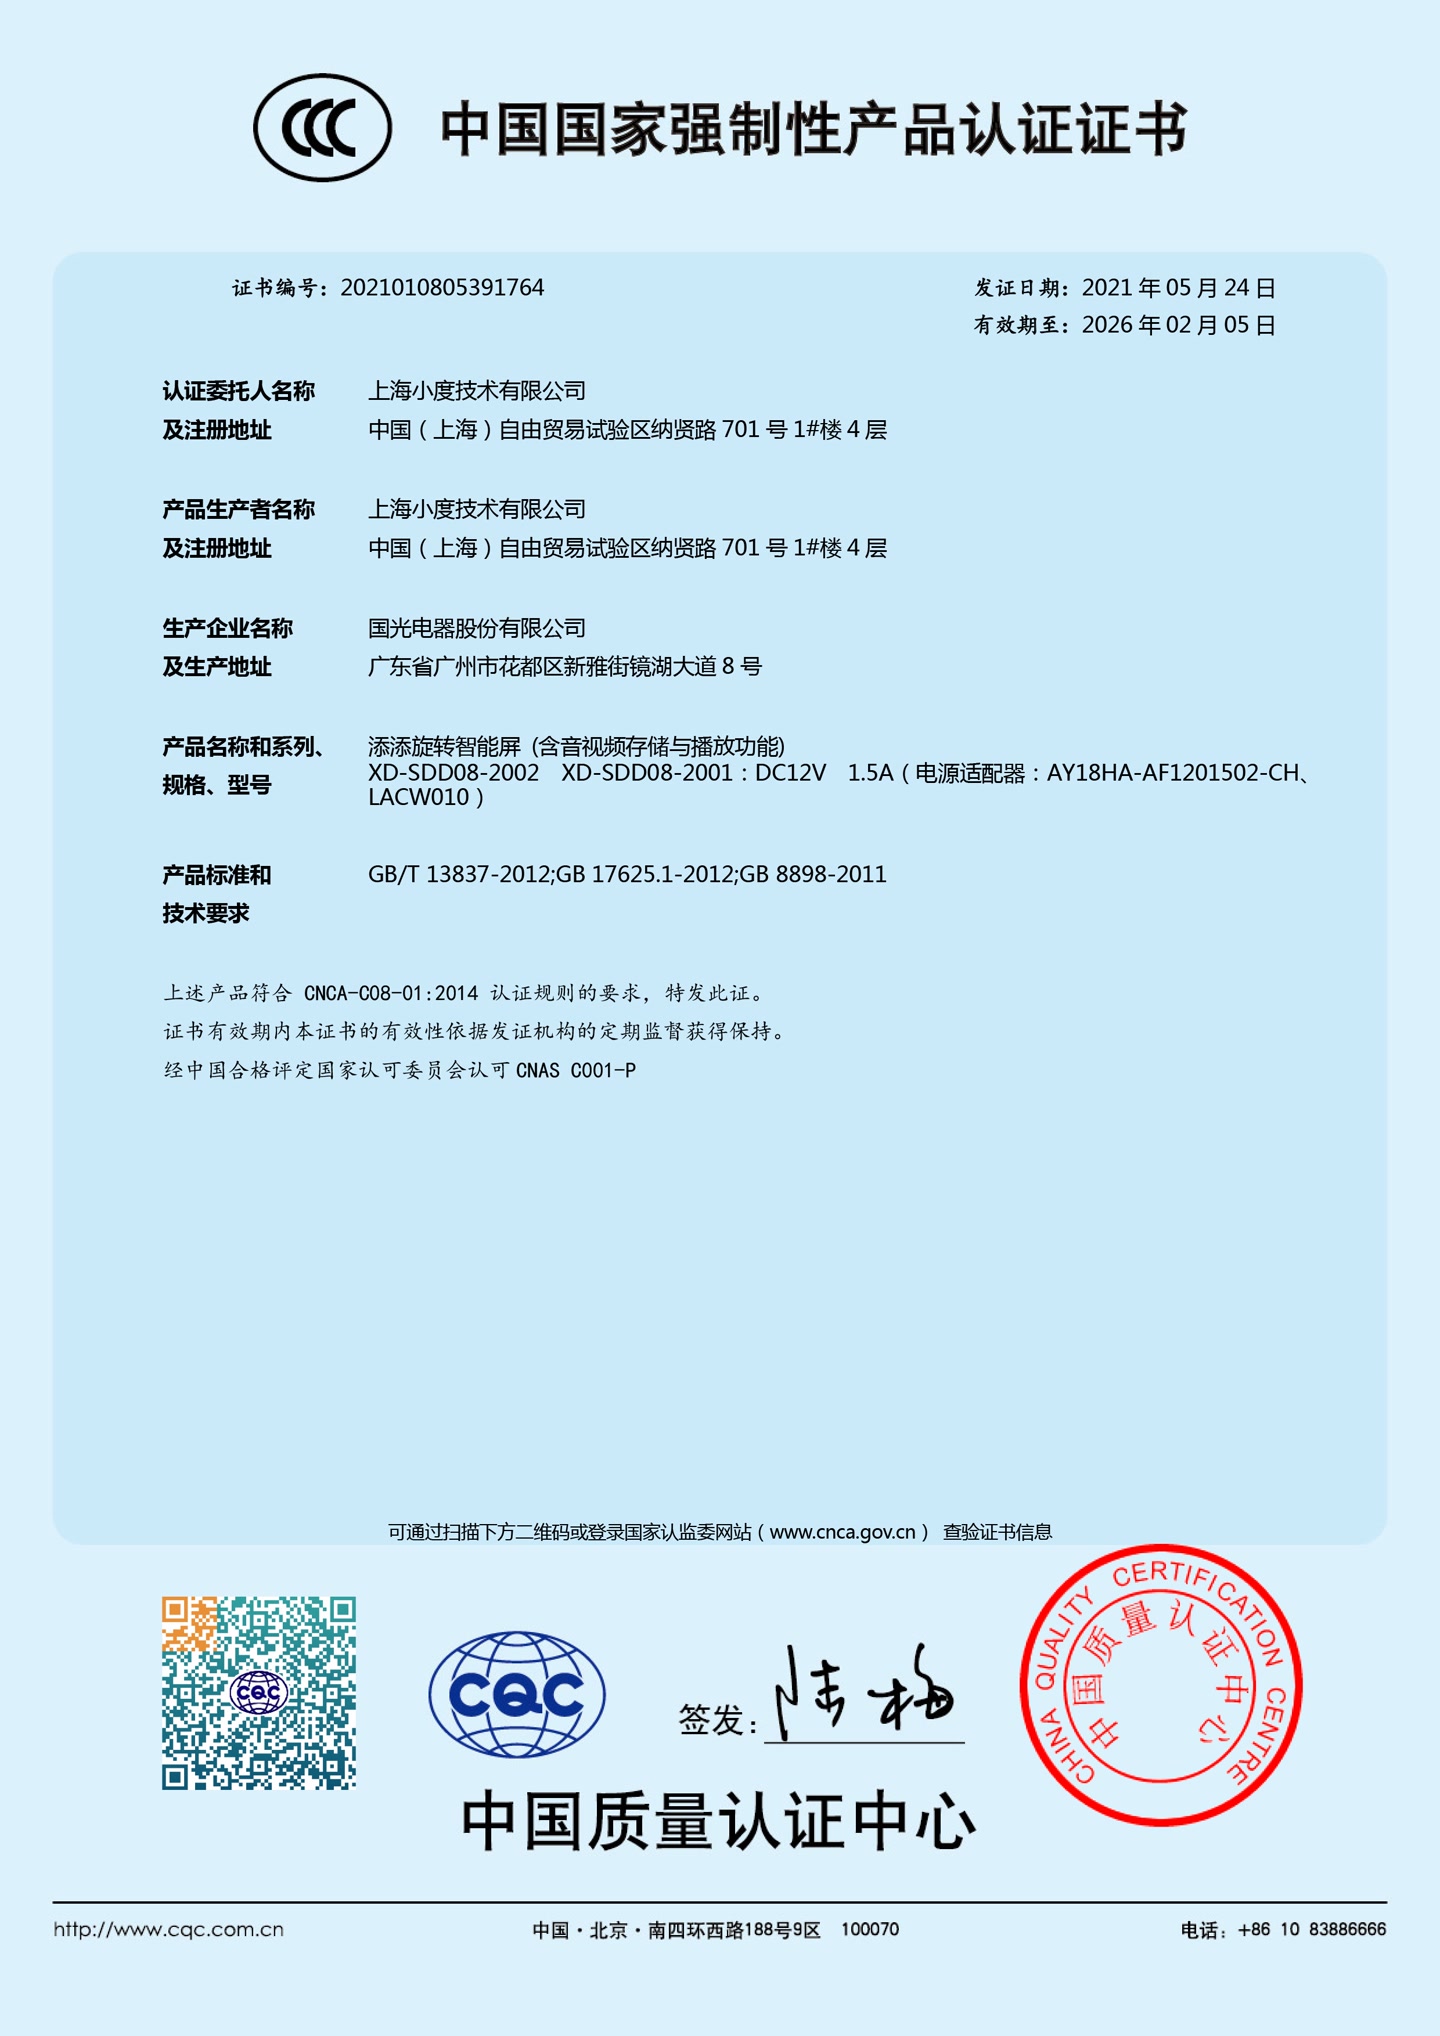 CCC
中国国家强制性产品认证证书
证书编号：2021010805391764
发证日期：2021 年 05 月 24 日
有效期至：2026 年 02 月 05 日
认证委托人名称 上海小度技术有限公司
及注册地址 中国（上海）自由贸易试验区纳贤路 701 号 1#楼 4 层
产品生产者名称 上海小度技术有限公司
及注册地址 中国（上海）自由贸易试验区纳贤路 701 号 1#楼 4 层
生产企业名称 国光电器股份有限公司
及生产地址 广东省广州市花都区新雅街镜湖大道 8 号
产品名称和系列、 添添旋转智能屏 (含音视频存储与播放功能)
规格、型号 XD-SDD08-2002 XD-SDD08-2001：DC12V 1.5A（电源适配器：AY18HA-AF1201502-CH、
LACW010）
产品标准和 GB/T 13837-2012;GB 17625.1-2012;GB 8898-2011
技术要求
上述产品符合 CNCA-C08-01:2014 认证规则的要求，特发此证。
证书有效期内本证书的有效性依据发证机构的定期监督获得保持。
经中国合格评定国家认可委员会认可 CNAS C001-P
可通过扫描下方二维码或登录国家认监委网站（www.cnca.gov.cn） 查验证书信息
CQC
CQC
签发：陆梅
CHINA QUALITY CERTIFICATION CENTRE
中国质量认证中心
中国质量认证中心
http://www.cqc.com.cn
中国·北京·南四环西路188号9区 100070
电话：+86 10 83886666